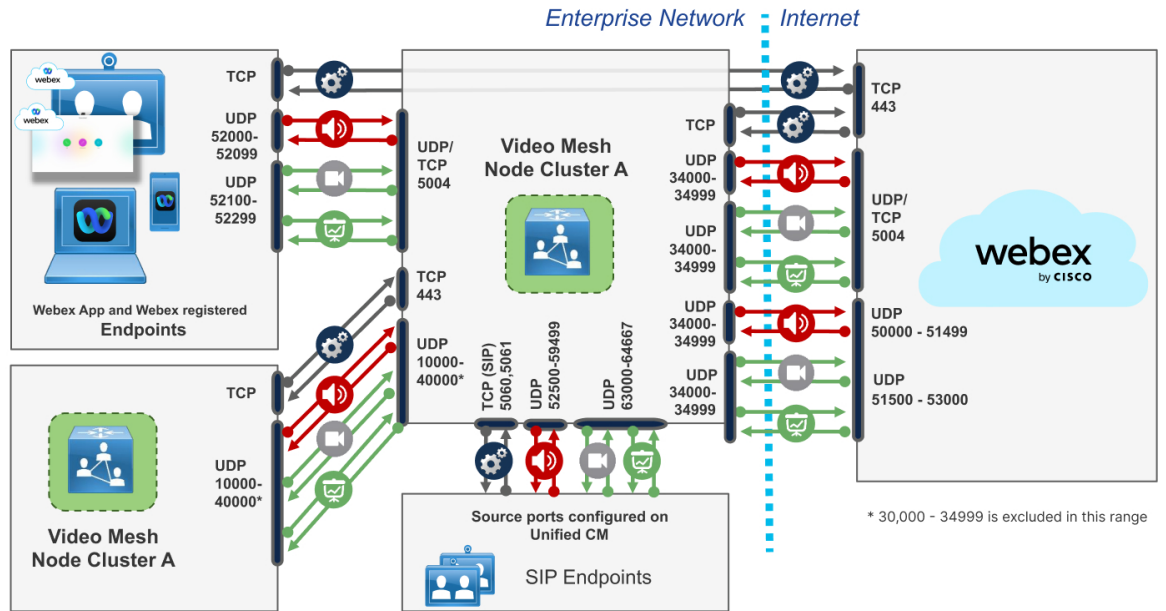 Enterprise Network
Internet
webex
webex
TCP
UDP
52000-
52099
UDP
52100-
52299
Webex App and Webex registered
Endpoints
UDP/
TCP
5004
TCP
443
UDP
10000-
40000*
Video Mesh
Node Cluster A
TCP
UDP
34000-
34999
UDP
34000-
34999
UDP
34000-
34999
UDP
34000-
34999
TCP (SIP)
5060,5061
UDP
52500-59499
UDP
63000-64667
TCP
443
UDP/
TCP
5004
UDP
50000 - 51499
UDP
51500 - 53000
webex
by CISCO
TCP
UDP
10000-
40000*
Video Mesh
Node Cluster A
Source ports configured on
Unified CM
SIP Endpoints
* 30,000 - 34999 is excluded in this range